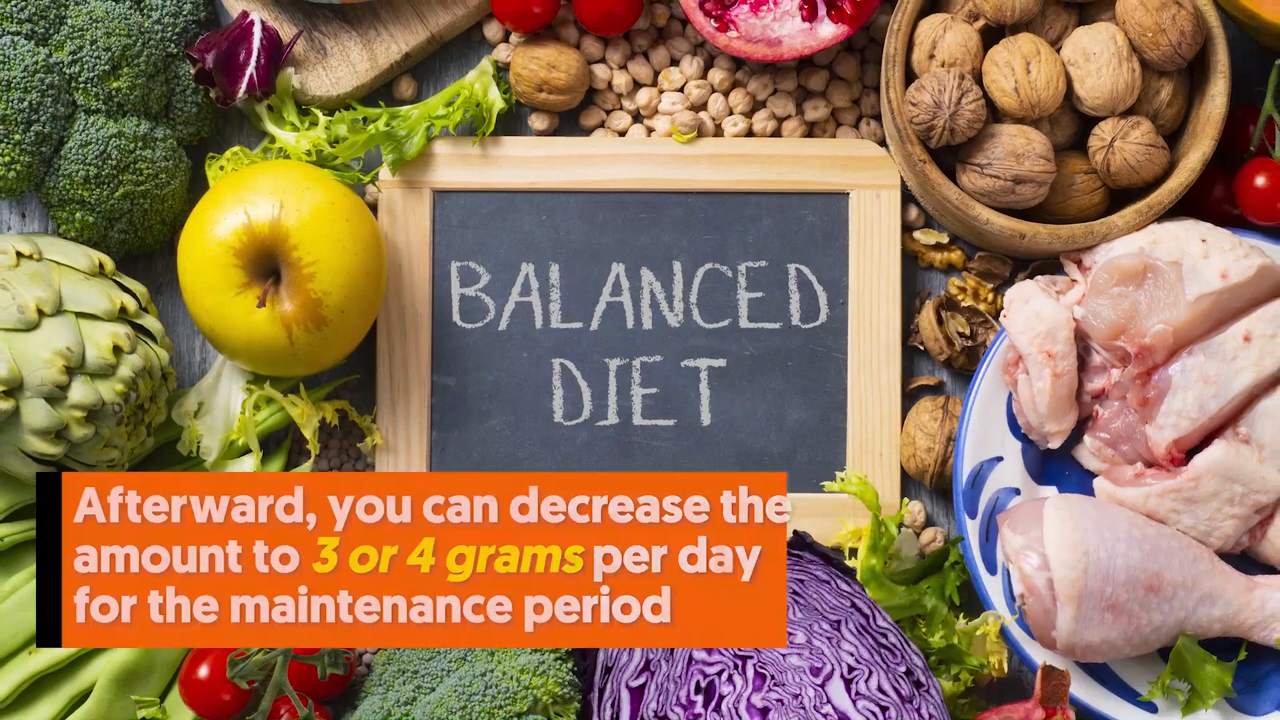 BALANCED
DIET
Afterward, you can decrease the
amount to 3 or 4 grams per day
for the maintenance period